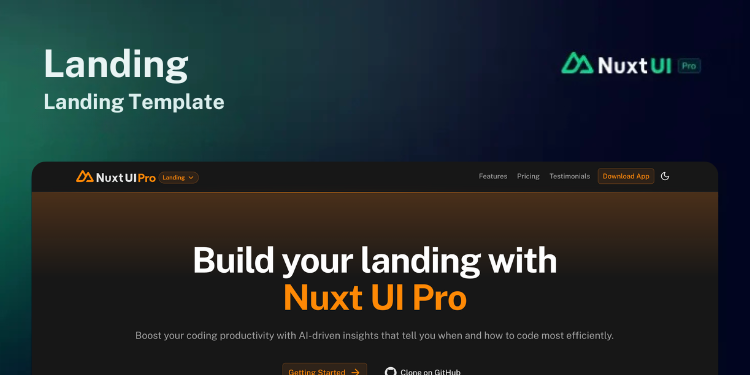 Landing
Landing Template
Nuxt UI Pro
Nuxt UI Pro Landing
Features Pricing Testimonials Download App
Build your landing with
Nuxt UI Pro
Boost your coding productivity with AI-driven insights that tell you when and how to code most efficiently.
Getting Started Clone on GitHub